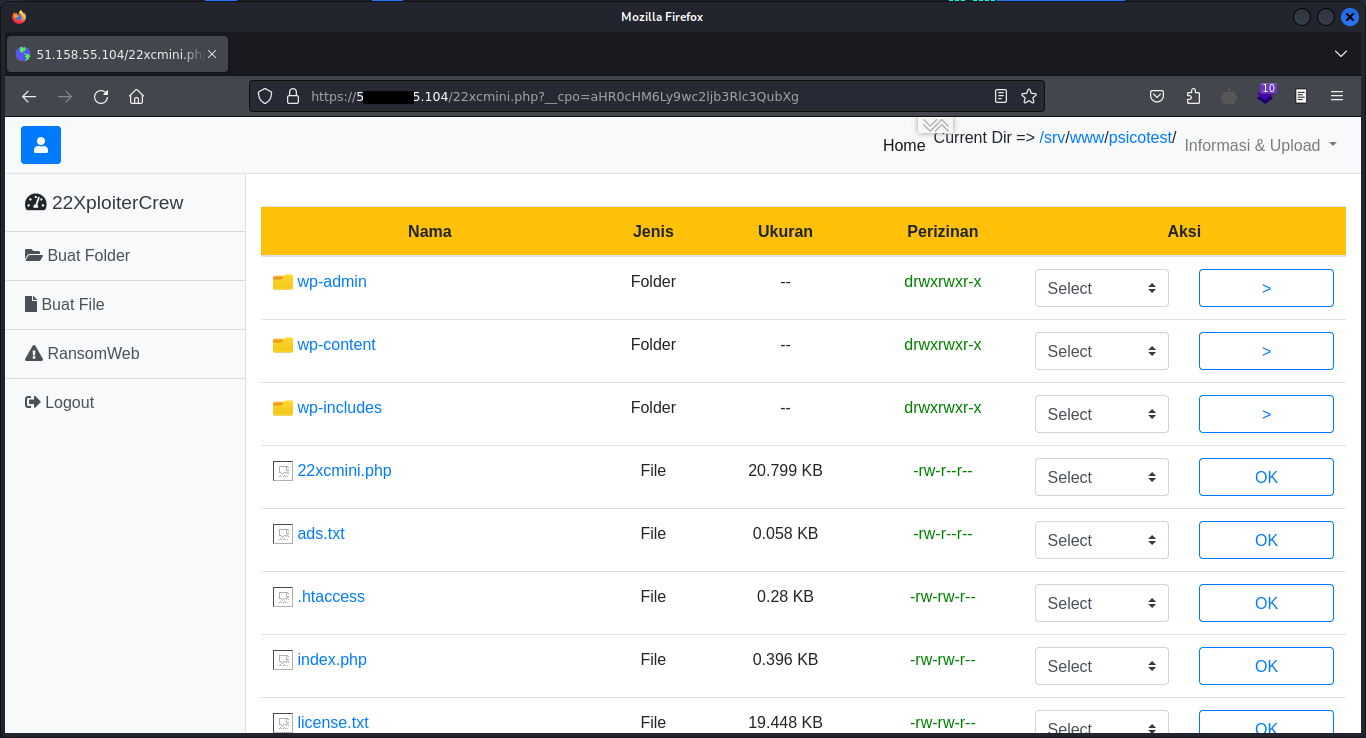 Mozilla Firefox
51.158.55.104/22xcmini.ph
https://5 5.104/22xcmini.php?__cpo=aHR0cHM6Ly9wc2ljb3Rlc3QubXg
10
Home Current Dir => /srv/www/psicotest/ Informasi & Upload
22XploiterCrew
Buat Folder
Buat File
RansomWeb
Logout
Nama Jenis Ukuran Perizinan Aksi
wp-admin Folder -- drwxrwxr-x Select >
wp-content Folder -- drwxrwxr-x Select >
wp-includes Folder -- drwxrwxr-x Select >
22xcmini.php File 20.799 KB -rw-r--r-- Select OK
ads.txt File 0.058 KB -rw-r--r-- Select OK
.htaccess File 0.28 KB -rw-rw-r-- Select OK
index.php File 0.396 KB -rw-rw-r-- Select OK
license.txt File 19.448 KB -rw-rw-r-- Select OK